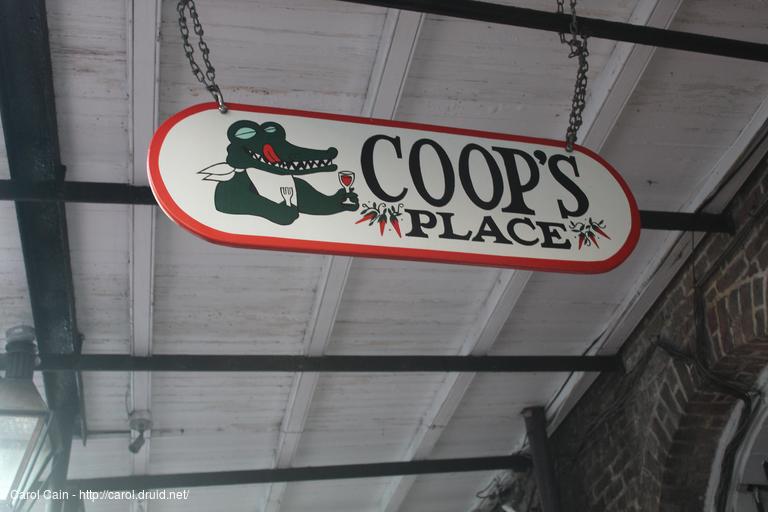 COOP'S
PLACE
Carol Cain - http://carol.druid.net/